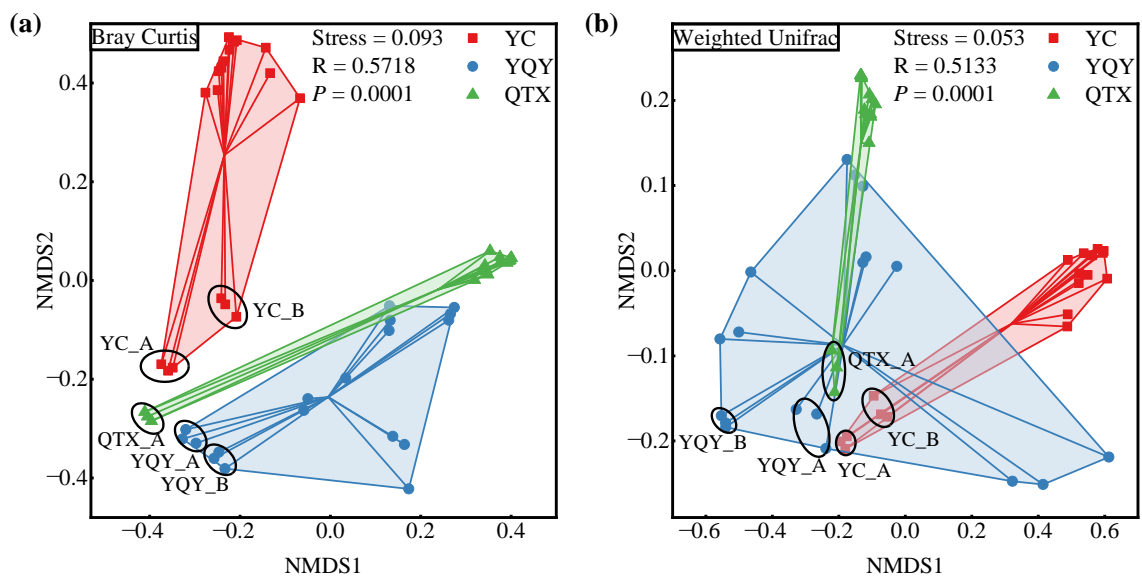 (a)
Bray Curtis
Stress = 0.093
R = 0.5718
P = 0.0001
YC
YQY
QTX
0.4
0.2
0.0
−0.2
−0.4
NMDS2
YC_B
YC_A
QTX_A
YQY_A
YQY_B
−0.4 −0.2 0.0 0.2 0.4
NMDS1
(b)
Weighted Unifrac
Stress = 0.053
R = 0.5133
P = 0.0001
YC
YQY
QTX
0.2
0.1
0.0
−0.1
−0.2
NMDS2
QTX_A
YQY_B
YC_B
YQY_A
YC_A
−0.6 −0.4 −0.2 0.0 0.2 0.4 0.6
NMDS1